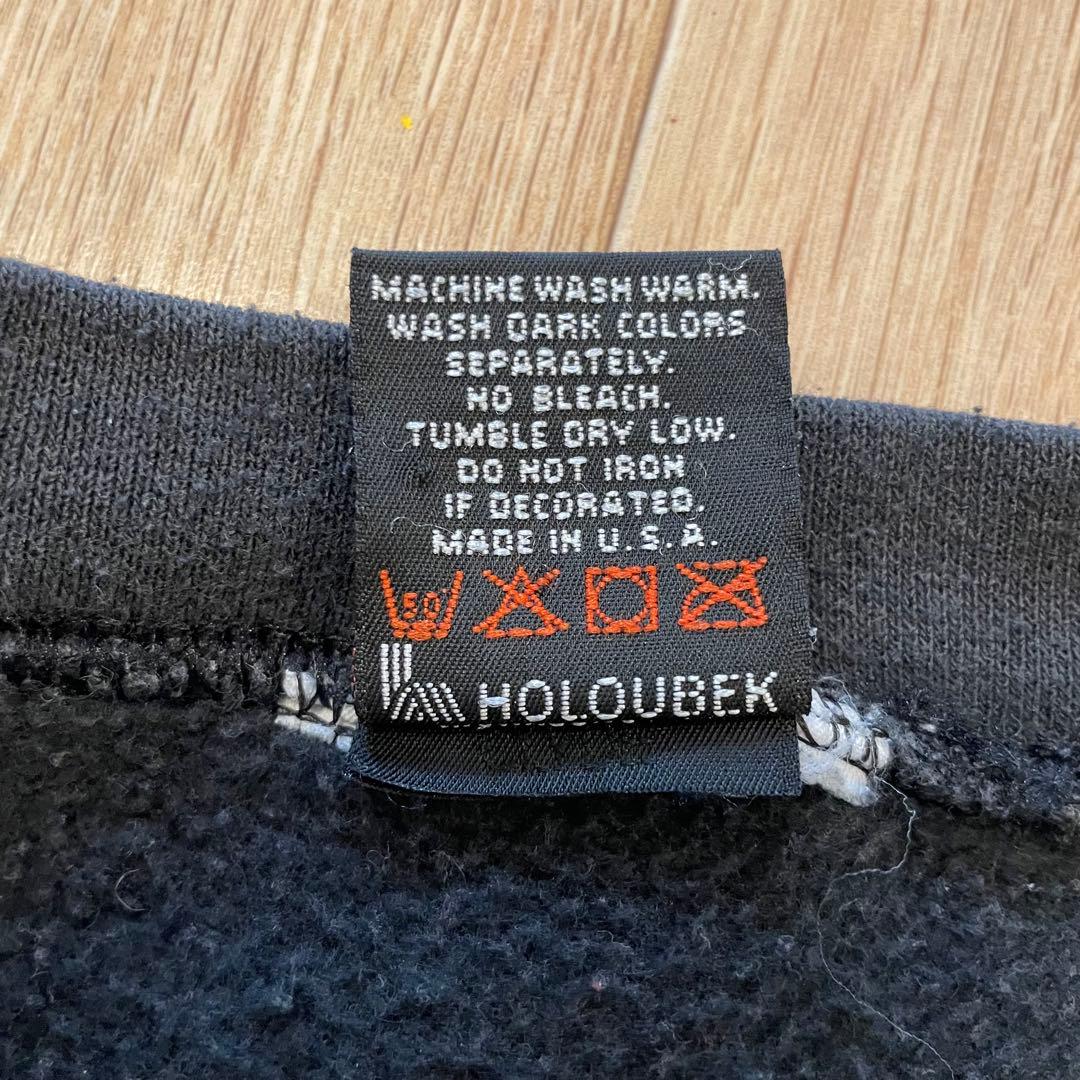 MACHINE WASH WARM.
WASH DARK COLORS
SEPARATELY.
NO BLEACH.
TUMBLE DRY LOW.
DO NOT IRON
IF DECORATED.
MADE IN U.S.A.
50°
HOLOUBEK